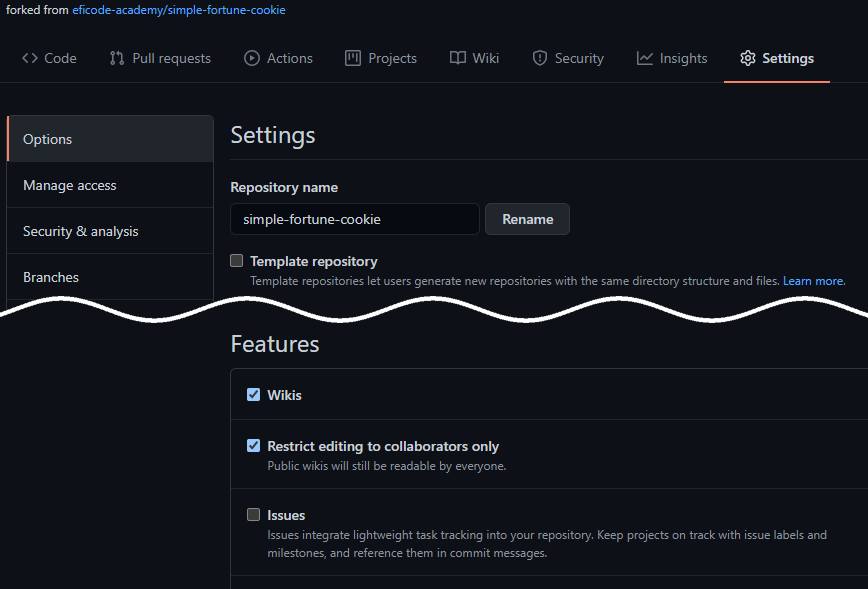 forked from eficode-academy/simple-fortune-cookie
Code Pull requests Actions Projects Wiki Security Insights Settings
Options
Manage access
Security & analysis
Branches
Settings
Repository name
simple-fortune-cookie Rename
Template repository
Template repositories let users generate new repositories with the same directory structure and files. Learn more.
Features
Wikis
Restrict editing to collaborators only
Public wikis will still be readable by everyone.
Issues
Issues integrate lightweight task tracking into your repository. Keep projects on track with issue labels and
milestones, and reference them in commit messages.